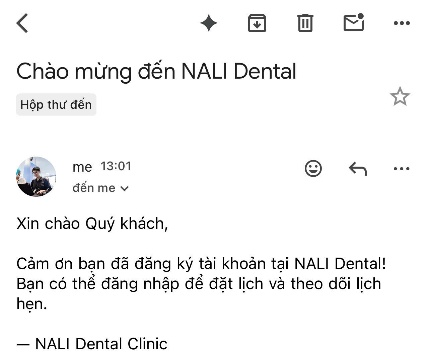 Chào mừng đến NALI Dental
Hộp thư đến
me 13:01
đến me
Xin chào Quý khách,
Cảm ơn bạn đã đăng ký tài khoản tại NALI Dental!
Bạn có thể đăng nhập để đặt lịch và theo dõi lịch
hẹn.
— NALI Dental Clinic